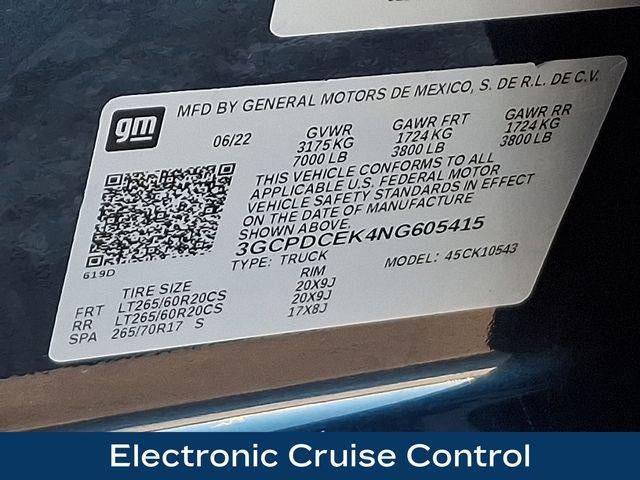 MFD BY GENERAL MOTORS DE MEXICO, S. DE R.L. DE C.V.
gm
06/22 GVWR GAWR FRT GAWR RR
3175 KG 1724 KG 1724 KG
7000 LB 3800 LB 3800 LB
THIS VEHICLE CONFORMS TO ALL
APPLICABLE U.S. FEDERAL MOTOR
VEHICLE SAFETY STANDARDS IN EFFECT
ON THE DATE OF MANUFACTURE
3GCPDCEK4NG605415
619D
TYPE: TRUCK MODEL: 45CK10543
TIRE SIZE RIM
FRT LT265/60R20CS 20X9J
RR LT265/60R20CS 20X9J
SPA 265/70R17 S 17X8J
Electronic Cruise Control